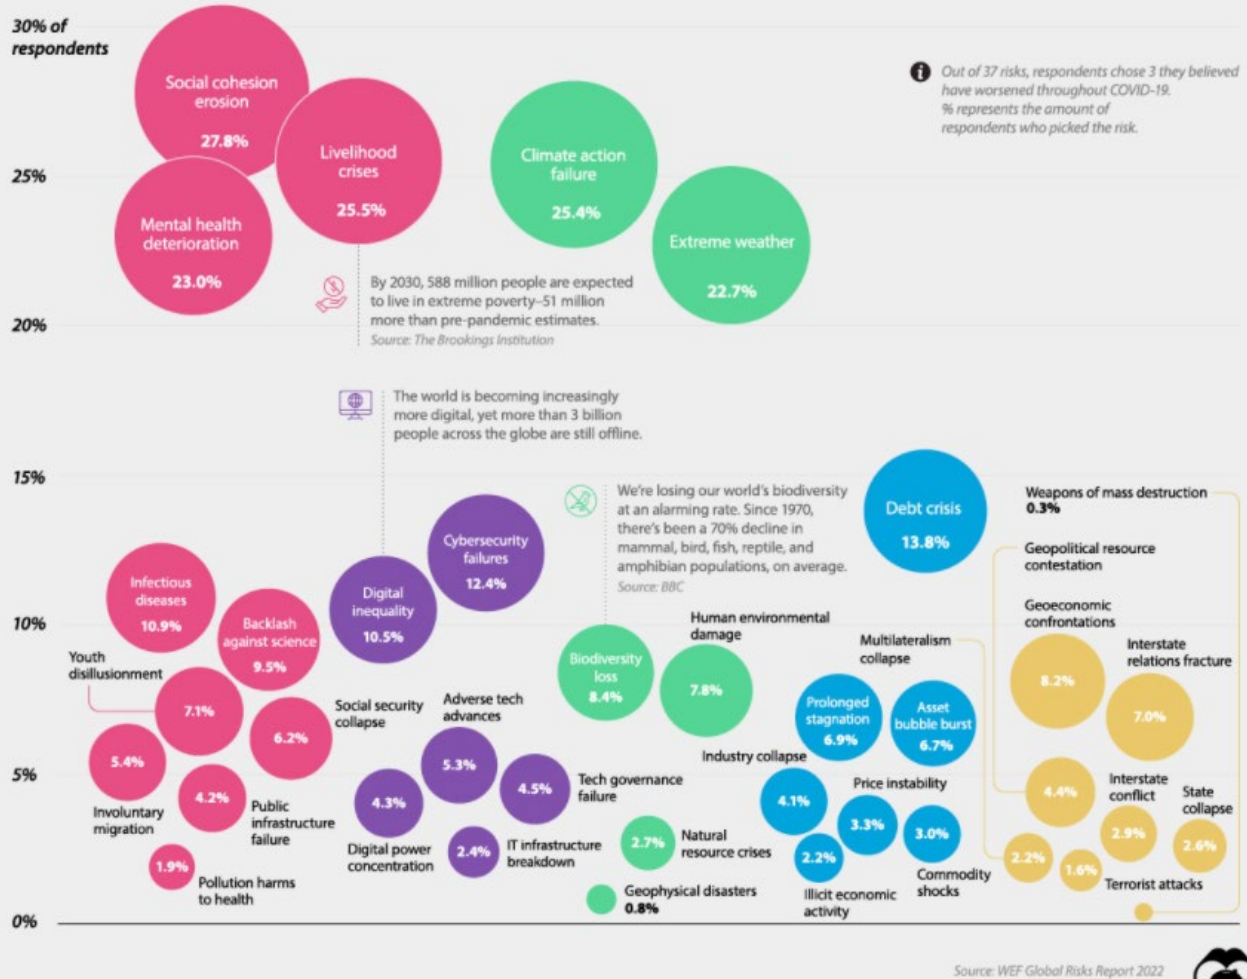 30% of
respondents
Social cohesion
erosion
27.8%
Livelihood
crises
25.5%
Mental health
deterioration
23.0%
Climate action
failure
25.4%
Extreme weather
22.7%
Out of 37 risks, respondents chose 3 they believed
have worsened throughout COVID-19.
% represents the amount of
respondents who picked the risk.
25%
By 2030, 588 million people are expected
to live in extreme poverty–51 million
more than pre-pandemic estimates.
Source: The Brookings Institution
20%
The world is becoming increasingly
more digital, yet more than 3 billion
people across the globe are still offline.
15%
We're losing our world's biodiversity
at an alarming rate. Since 1970,
there's been a 70% decline in
mammal, bird, fish, reptile, and
amphibian populations, on average.
Source: BBC
Debt crisis
13.8%
Weapons of mass destruction
0.3%
Geopolitical resource
contestation
Cybersecurity
failures
12.4%
Infectious
diseases
10.9%
Digital
inequality
10.5%
Backlash
against science
9.5%
10%
Youth
disillusionment
7.1%
Social security
collapse
6.2%
Adverse tech
advances
5.3%
Biodiversity
loss
8.4%
Human environmental
damage
7.8%
Multilateralism
collapse
Geoeconomic
confrontations
8.2%
Interstate
relations fracture
7.0%
Prolonged
stagnation
6.9%
Asset
bubble burst
6.7%
5%
5.4%
Involuntary
migration
4.2%
Public
infrastructure
failure
1.9%
Pollution harms
to health
4.3%
Digital power
concentration
4.5%
Tech governance
failure
2.4%
IT infrastructure
breakdown
2.7%
Natural
resource crises
Geophysical disasters
0.8%
Industry collapse
4.1%
Price instability
3.3%
3.0%
Commodity
shocks
2.2%
Illicit economic
activity
4.4%
Interstate
conflict
2.9%
State
collapse
2.6%
2.2%
1.6%
Terrorist attacks
0%
Source: WEF Global Risks Report 2022